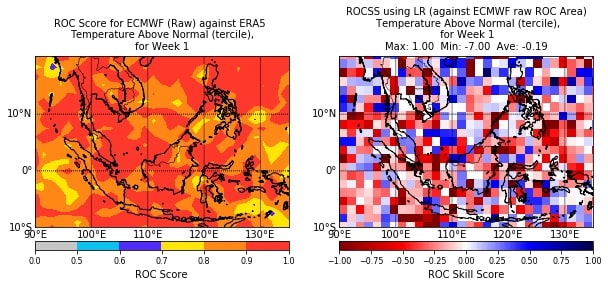 ROC Score for ECMWF (Raw) against ERA5
Temperature Above Normal (tercile),
for Week 1
10°N
0°
10°S
90°E 100°E 110°E 120°E 130°E
0.0 0.5 0.6 0.7 0.8 0.9 1.0
ROC Score
ROCSS using LR (against ECMWF raw ROC Area)
Temperature Above Normal (tercile),
for Week 1
Max: 1.00 Min: -7.00 Ave: -0.19
10°N
0°
10°S
90°E 100°E 110°E 120°E 130°E
−1.00 −0.75 −0.50 −0.25 0.00 0.25 0.50 0.75 1.00
ROC Skill Score